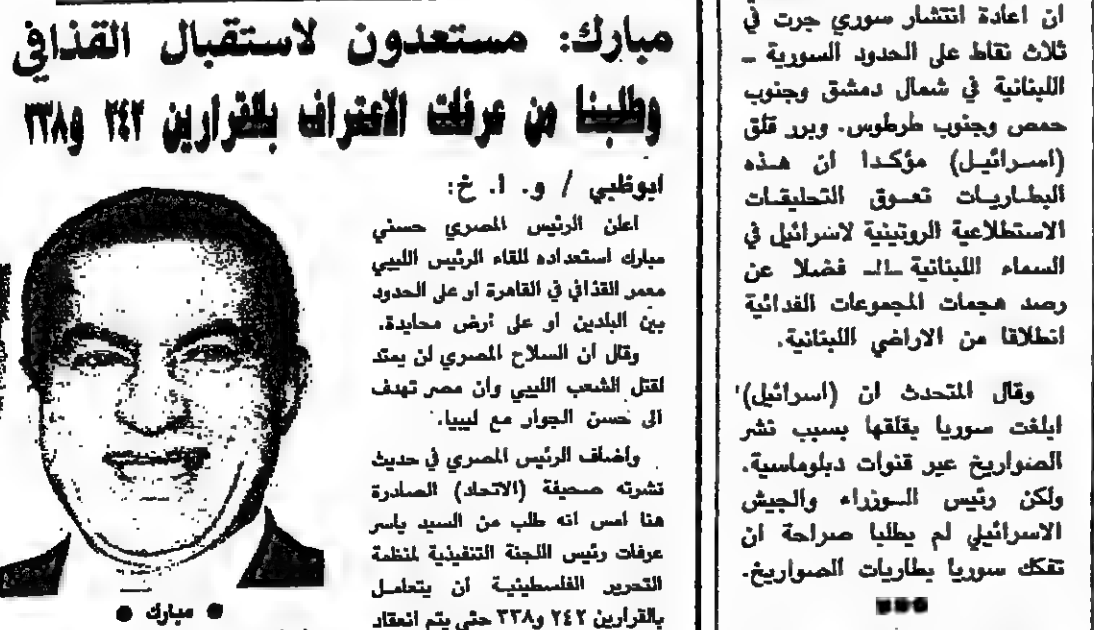 ان اعادة انتشار سوري جرت في
ثلاث نقاط على الحدود السورية ـ
اللبنانية في شمال دمشق وجنوب
حمص وجنوب طرطوس. وبرر قلق
(اسرائيل) مؤكدا ان هذه
البطاريات تعوق التحليقات
الاستطلاعية الروتينية لاسرائيل في
السماء اللبنانية ـ!ـ فضلا عن
رصد هجمات المجموعات الفدائية
انطلاقا من الاراضي اللبنانية.
وقال المتحدث ان (اسرائيل)
ابلغت سوريا بقلقها بسبب نشر
الصواريخ عبر قنوات دبلوماسية.
ولكن رئيس الوزراء والجيش
الاسرائيلي لم يطلبا صراحة ان
تفكك سوريا بطاريات الصواريخ.
مبارك: مستعدون لاستقبال القذافي
وطلبنا من عرفات الاعتراف بالقرارين ٢٤٢ و٣٣٨
ابوظبي / و. ا. خ:
اعلن الرئيس المصري حسني
مبارك استعداده للقاء الرئيس الليبي
معمر القذافي في القاهرة او على الحدود
بين البلدين او على أرض محايدة.
وقال ان السلاح المصري لن يمتد
لقتل الشعب الليبي وان مصر تهدف
الى حسن الجوار مع ليبيا.
واضاف الرئيس المصري في حديث
نشرته صحيفة (الاتحاد) الصادرة
هنا امس انه طلب من السيد ياسر
عرفات رئيس اللجنة التنفيذية لمنظمة
التحرير الفلسطينية ان يتعامل
بالقرارين ٢٤٢ و٣٣٨ حتى يتم انعقاد
● مبارك ●